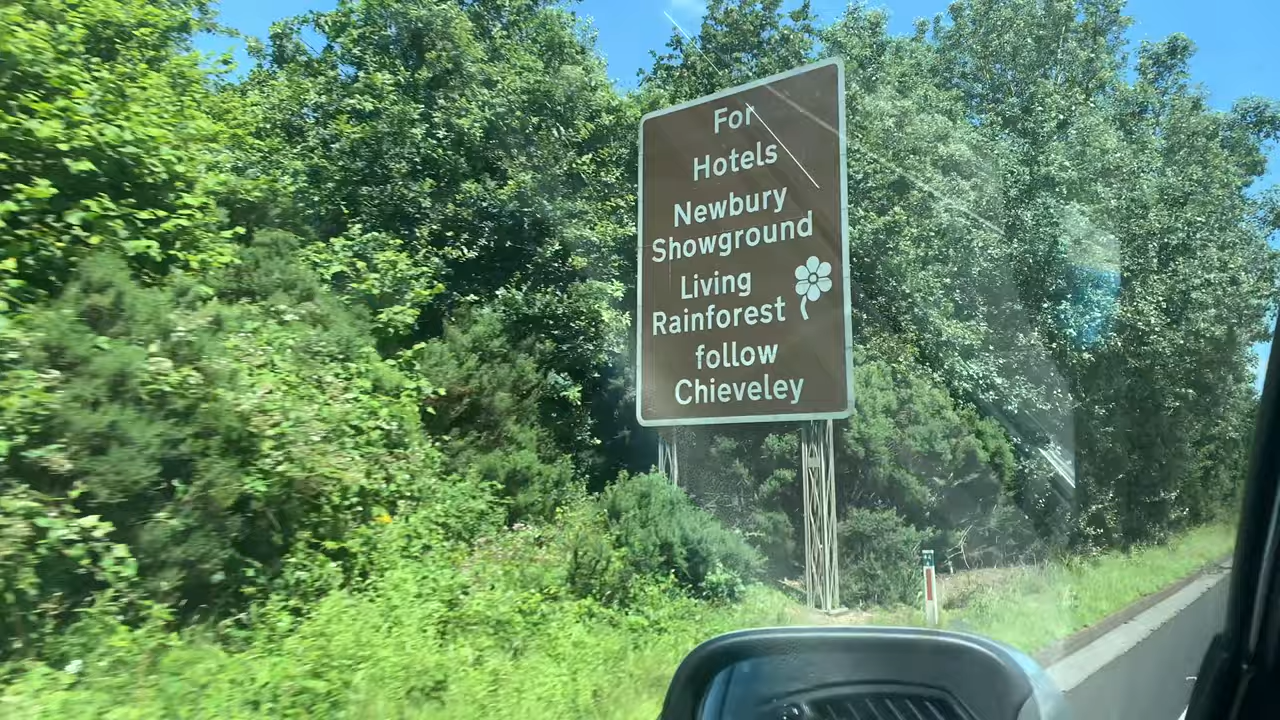 For
Hotels
Newbury
Showground
Living
Rainforest
follow
Chieveley